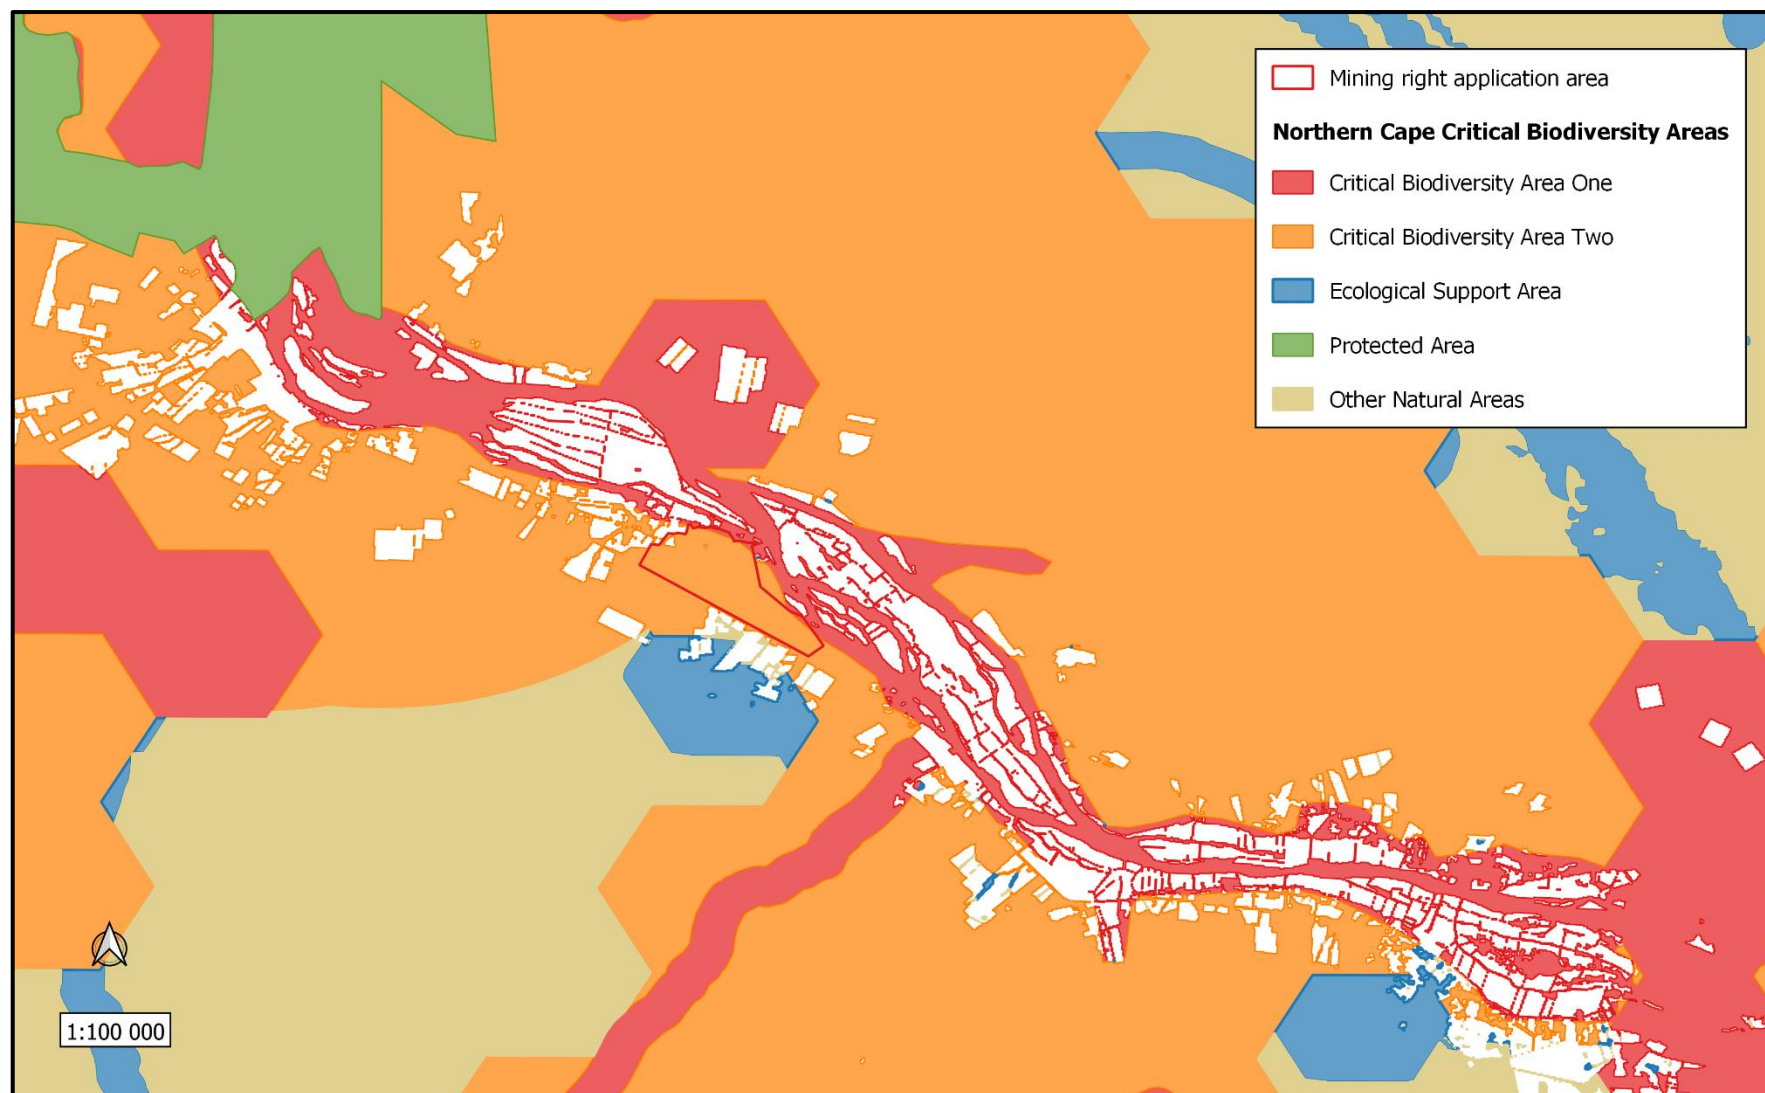 Mining right application area
Northern Cape Critical Biodiversity Areas
Critical Biodiversity Area One
Critical Biodiversity Area Two
Ecological Support Area
Protected Area
Other Natural Areas
1:100 000